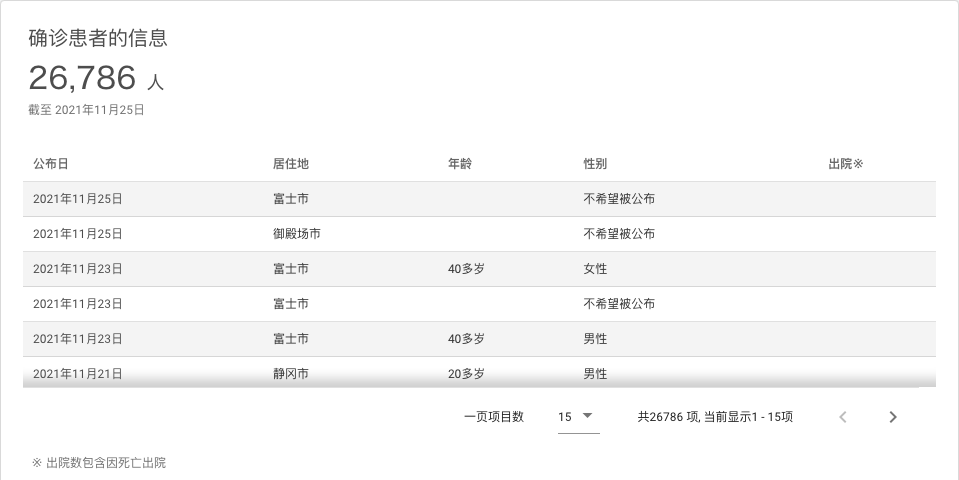 确诊患者的信息
26,786 人
截至 2021年11月25日
公布日 居住地 年龄 性别 出院※
2021年11月25日 富士市 不希望被公布
2021年11月25日 御殿场市 不希望被公布
2021年11月23日 富士市 40多岁 女性
2021年11月23日 富士市 不希望被公布
2021年11月23日 富士市 40多岁 男性
2021年11月21日 静冈市 20多岁 男性
一页项目数 15 共26786 项, 当前显示1 - 15项
※ 出院数包含因死亡出院